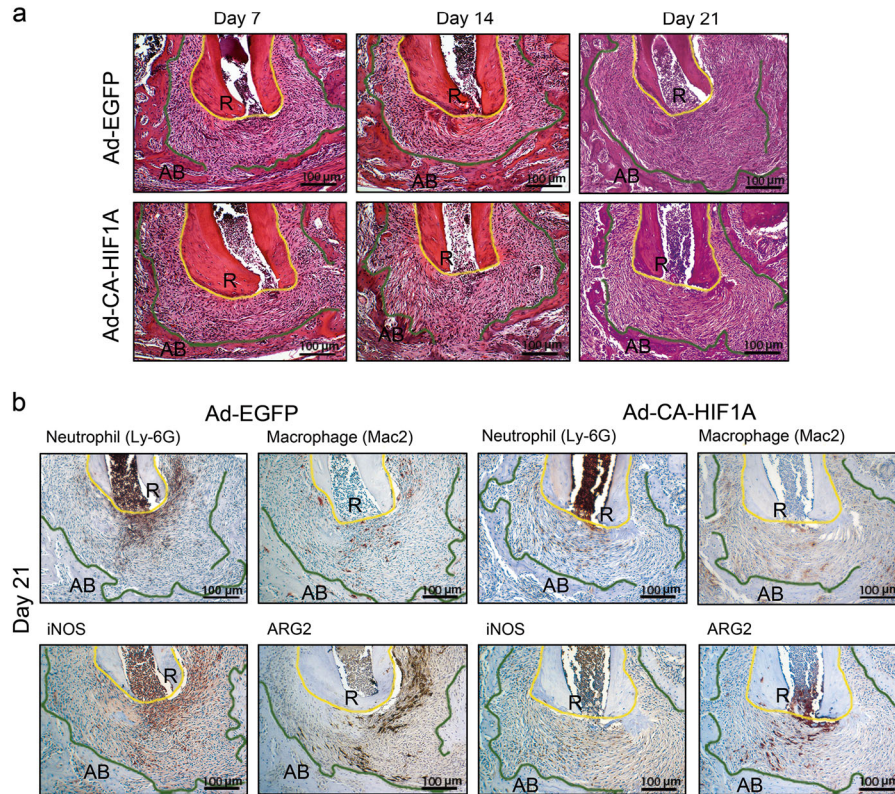 a
Day 7
Day 14
Day 21
Ad-EGFP
R
AB
100 µm
R
AB
100 µm
R
AB
100 µm
Ad-CA-HIF1A
R
AB
100 µm
R
AB
100 µm
R
AB
100 µm
b
Ad-EGFP
Ad-CA-HIF1A
Neutrophil (Ly-6G)
Macrophage (Mac2)
Neutrophil (Ly-6G)
Macrophage (Mac2)
Day 21
R
AB
100 µm
R
AB
100 µm
R
AB
100 µm
R
AB
100 µm
iNOS
ARG2
iNOS
ARG2
R
AB
100 µm
R
AB
100 µm
R
AB
100 µm
R
AB
100 µm